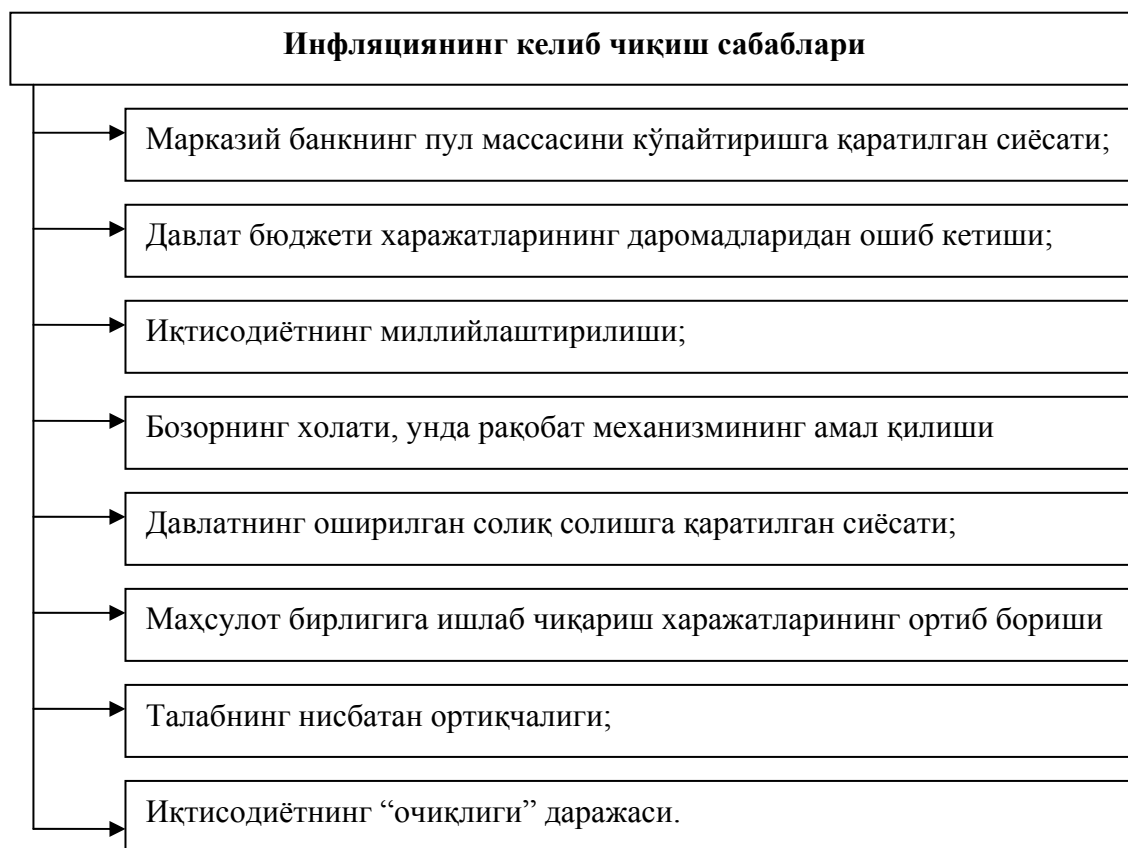 Инфляциянинг келиб чиқиш сабаблари
Марказий банкнинг пул массасини кўпайтиришга қаратилган сиёсати;
Давлат бюджети харажатларининг даромадларидан ошиб кетиши;
Иқтисодиётнинг миллийлаштирилиши;
Бозорнинг холати, унда рақобат механизмининг амал қилиши
Давлатнинг оширилган солиқ солишга қаратилган сиёсати;
Маҳсулот бирлигига ишлаб чиқариш харажатларининг ортиб бориши
Талабнинг нисбатан ортиқчалиги;
Иқтисодиётнинг “очиқлиги” даражаси.